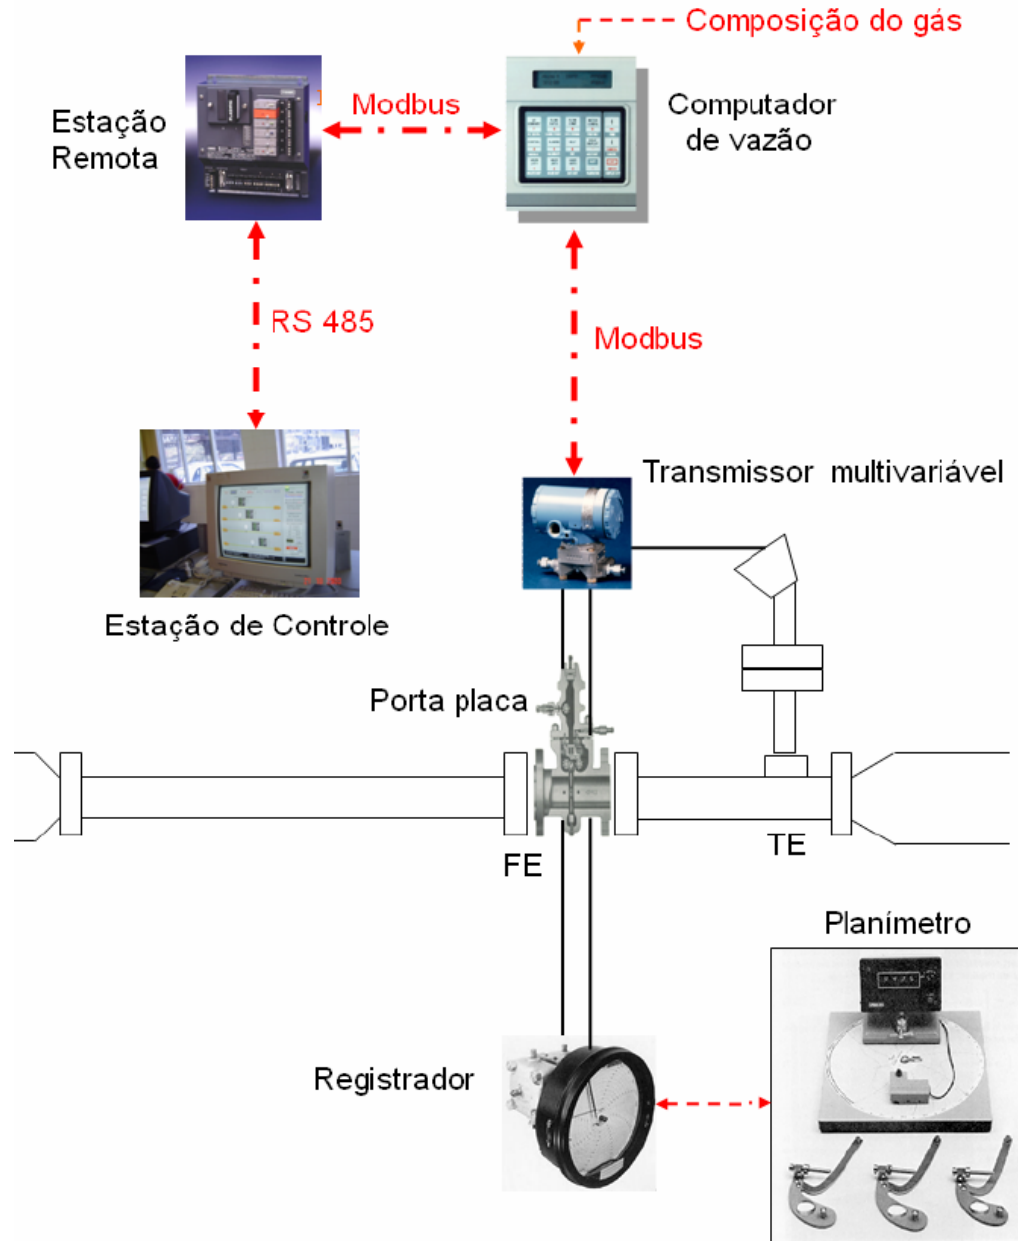 Composição do gás
Estação
Remota
Modbus
Computador
de vazão
RS 485
Modbus
Transmissor multivariável
Estação de Controle
Porta placa
FE
TE
Planímetro
Registrador